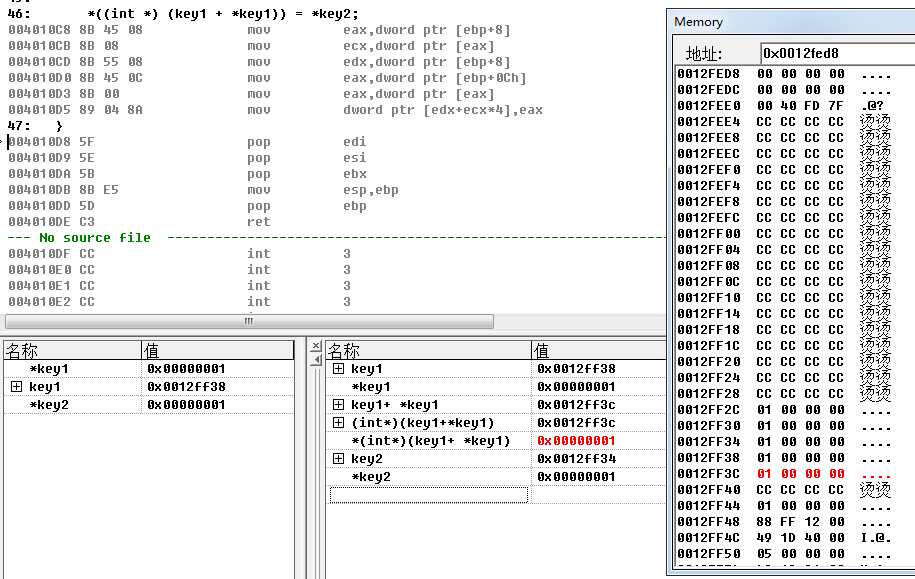 46:      *((int *) (key1 + *key1)) = *key2;
004010C8 8B 45 08             mov         eax,dword ptr [ebp+8]
004010CB 8B 08                mov         ecx,dword ptr [eax]
004010CD 8B 55 08             mov         edx,dword ptr [ebp+8]
004010D0 8B 45 0C             mov         eax,dword ptr [ebp+0Ch]
004010D3 8B 00                mov         eax,dword ptr [eax]
004010D5 89 04 8A             mov         dword ptr [edx+ecx*4],eax
47:   }
004010D8 5F                   pop         edi
004010D9 5E                   pop         esi
004010DA 5B                   pop         ebx
004010DB 8B E5                mov         esp,ebp
004010DD 5D                   pop         ebp
004010DE C3                   ret
--- No source file
004010DF CC                   int         3
004010E0 CC                   int         3
004010E1 CC                   int         3
004010E2 CC                   int         3
名称 值
*key1 0x00000001
key1 0x0012ff38
*key2 0x00000001
名称 值
key1 0x0012ff38
*key1 0x00000001
key1+ *key1 0x0012ff3c
(int*)(key1+*key1) 0x0012ff3c
*(int*)(key1+ *key1) 0x00000001
key2 0x0012ff34
*key2 0x00000001
Memory
地址: 0x0012fed8
0012FED8 00 00 00 00 ....
0012FEDC 00 00 00 00 ....
0012FEE0 00 40 FD 7F .@?
0012FEE4 CC CC CC CC 烫烫
0012FEE8 CC CC CC CC 烫烫
0012FEEC CC CC CC CC 烫烫
0012FEF0 CC CC CC CC 烫烫
0012FEF4 CC CC CC CC 烫烫
0012FEF8 CC CC CC CC 烫烫
0012FEFC CC CC CC CC 烫烫
0012FF00 CC CC CC CC 烫烫
0012FF04 CC CC CC CC 烫烫
0012FF08 CC CC CC CC 烫烫
0012FF0C CC CC CC CC 烫烫
0012FF10 CC CC CC CC 烫烫
0012FF14 CC CC CC CC 烫烫
0012FF18 CC CC CC CC 烫烫
0012FF1C CC CC CC CC 烫烫
0012FF20 CC CC CC CC 烫烫
0012FF24 CC CC CC CC 烫烫
0012FF28 CC CC CC CC 烫烫
0012FF2C 01 00 00 00 ....
0012FF30 01 00 00 00 ....
0012FF34 01 00 00 00 ....
0012FF38 01 00 00 00 ....
0012FF3C 01 00 00 00 ....
0012FF40 CC CC CC CC 烫烫
0012FF44 01 00 00 00 ....
0012FF48 88 FF 12 00 ....
0012FF4C 49 1D 40 00 I.@.
0012FF50 05 00 00 00 ....